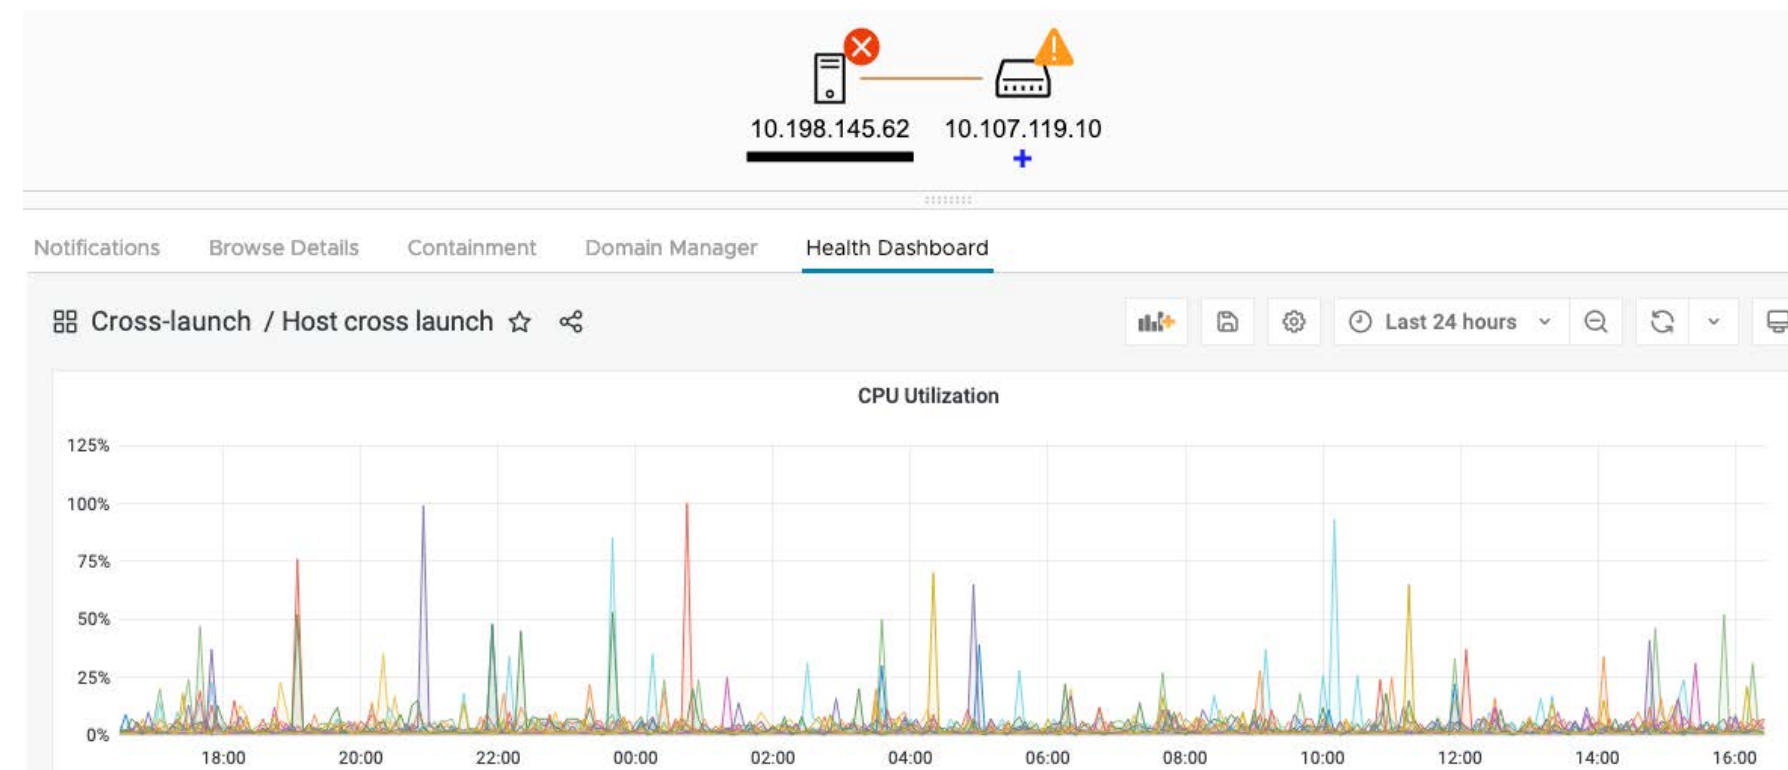 10.198.145.62 10.107.119.10
Notifications Browse Details Containment Domain Manager Health Dashboard
Cross-launch / Host cross launch Last 24 hours
CPU Utilization
125%
100%
75%
50%
25%
0%
18:00 20:00 22:00 00:00 02:00 04:00 06:00 08:00 10:00 12:00 14:00 16:00